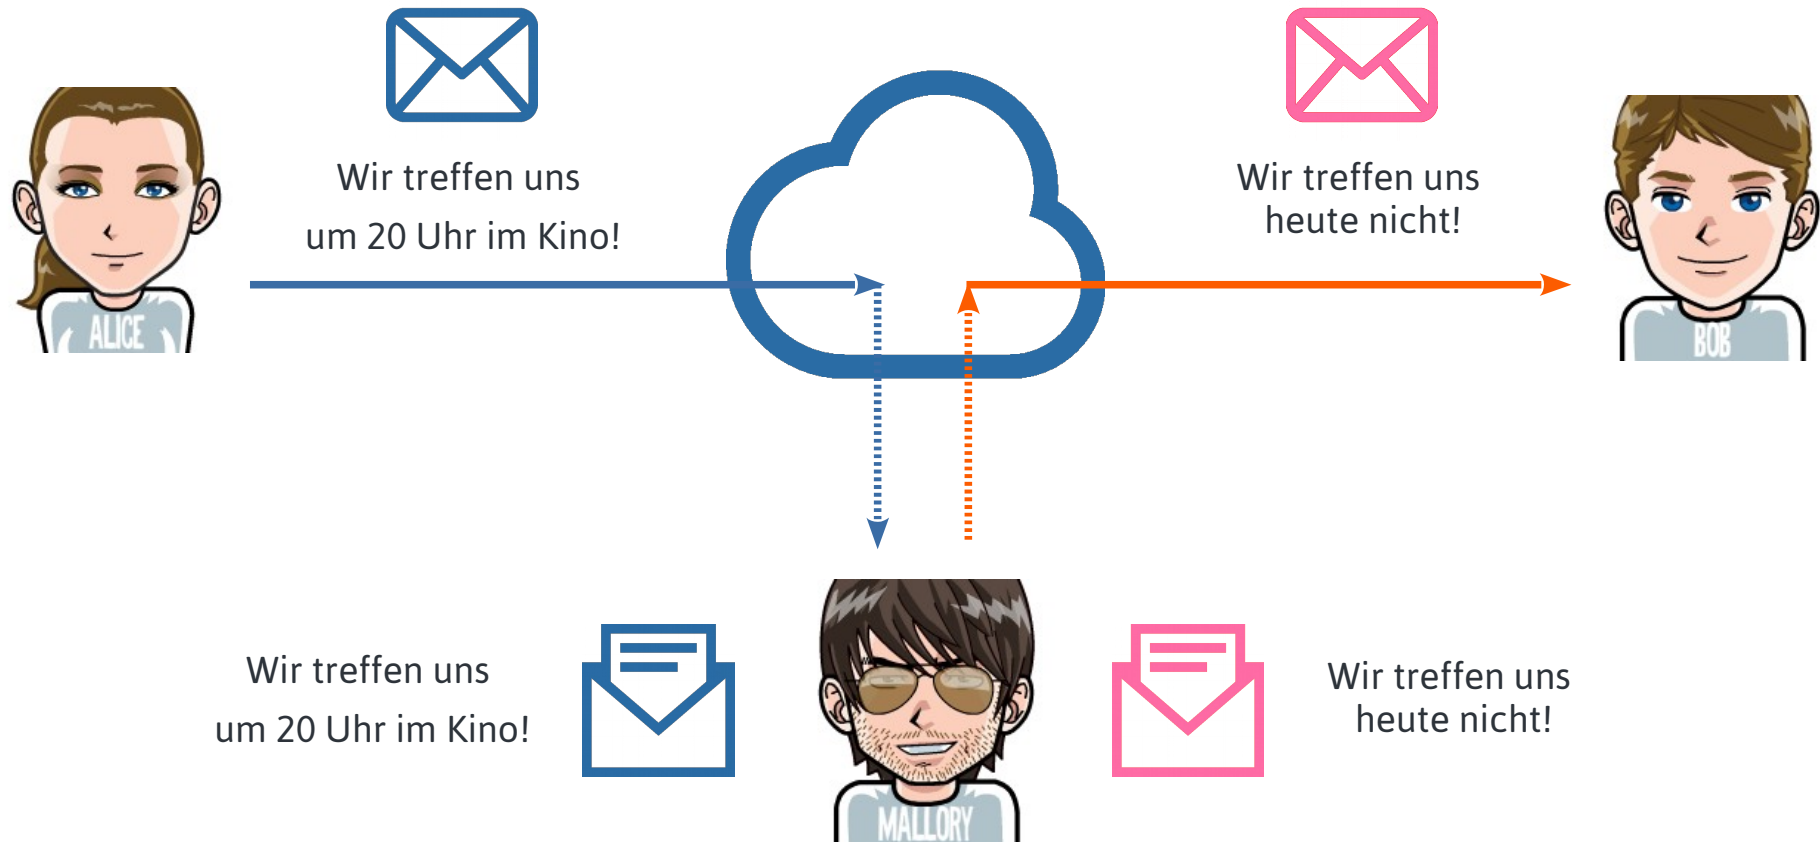 Wir treffen uns
um 20 Uhr im Kino!
Wir treffen uns
heute nicht!
ALICE
BOB
Wir treffen uns
um 20 Uhr im Kino!
Wir treffen uns
heute nicht!
MALLORY